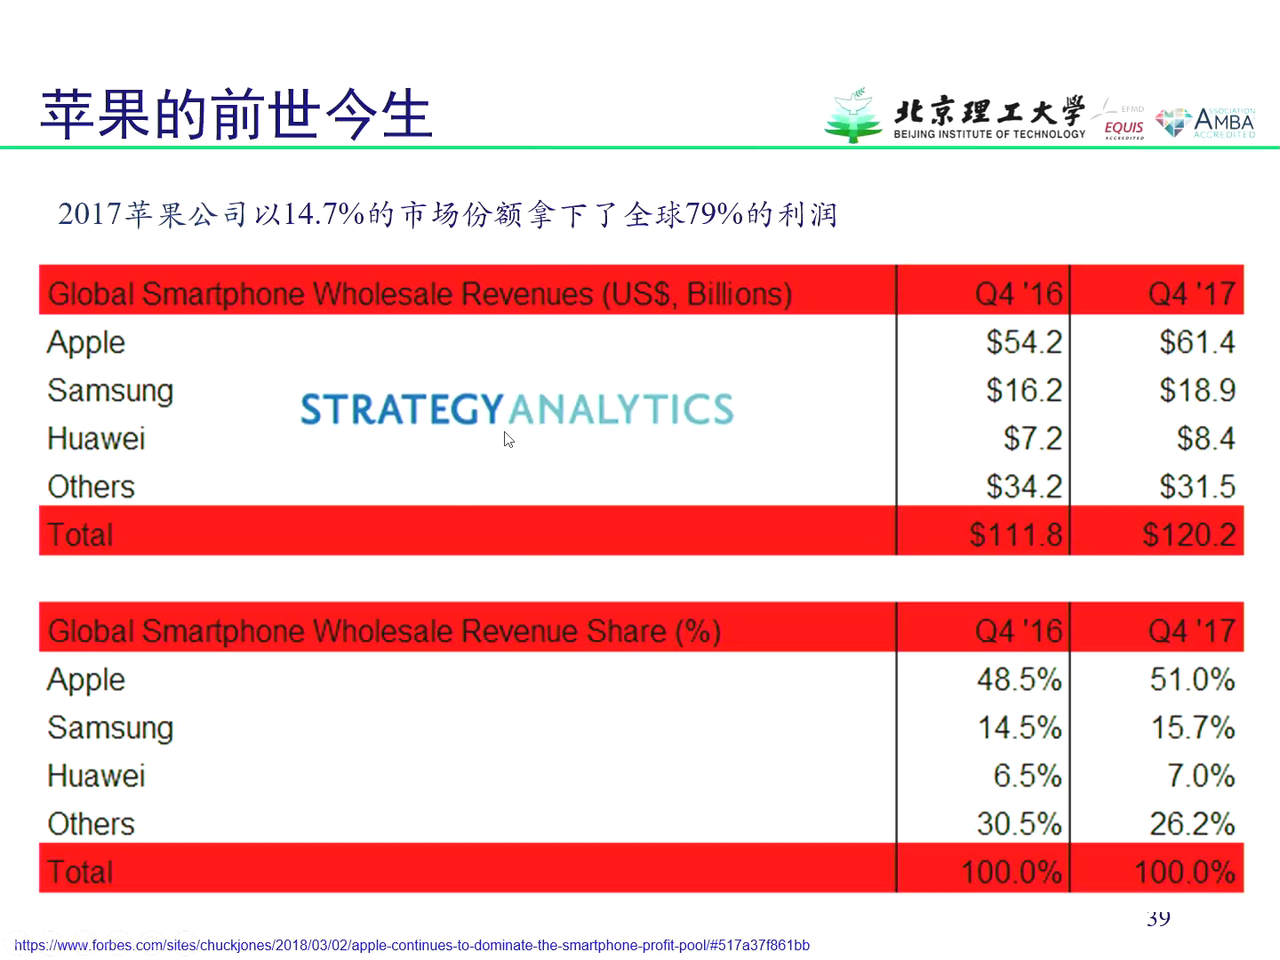 苹果的前世今生
北京理工大學
BEIJING INSTITUTE OF TECHNOLOGY
EFMD
EQUIS
ACCREDITED
ASSOCIATION
AMBA
ACCREDITED
2017苹果公司以14.7%的市场份额拿下了全球79%的利润
Global Smartphone Wholesale Revenues (US$, Billions) Q4 '16 Q4 '17
Apple $54.2 $61.4
Samsung $16.2 $18.9
STRATEGYANALYTICS
Huawei $7.2 $8.4
Others $34.2 $31.5
Total $111.8 $120.2
Global Smartphone Wholesale Revenue Share (%) Q4 '16 Q4 '17
Apple 48.5% 51.0%
Samsung 14.5% 15.7%
Huawei 6.5% 7.0%
Others 30.5% 26.2%
Total 100.0% 100.0%
39
https://www.forbes.com/sites/chuckjones/2018/03/02/apple-continues-to-dominate-the-smartphone-profit-pool/#517a37f861bb